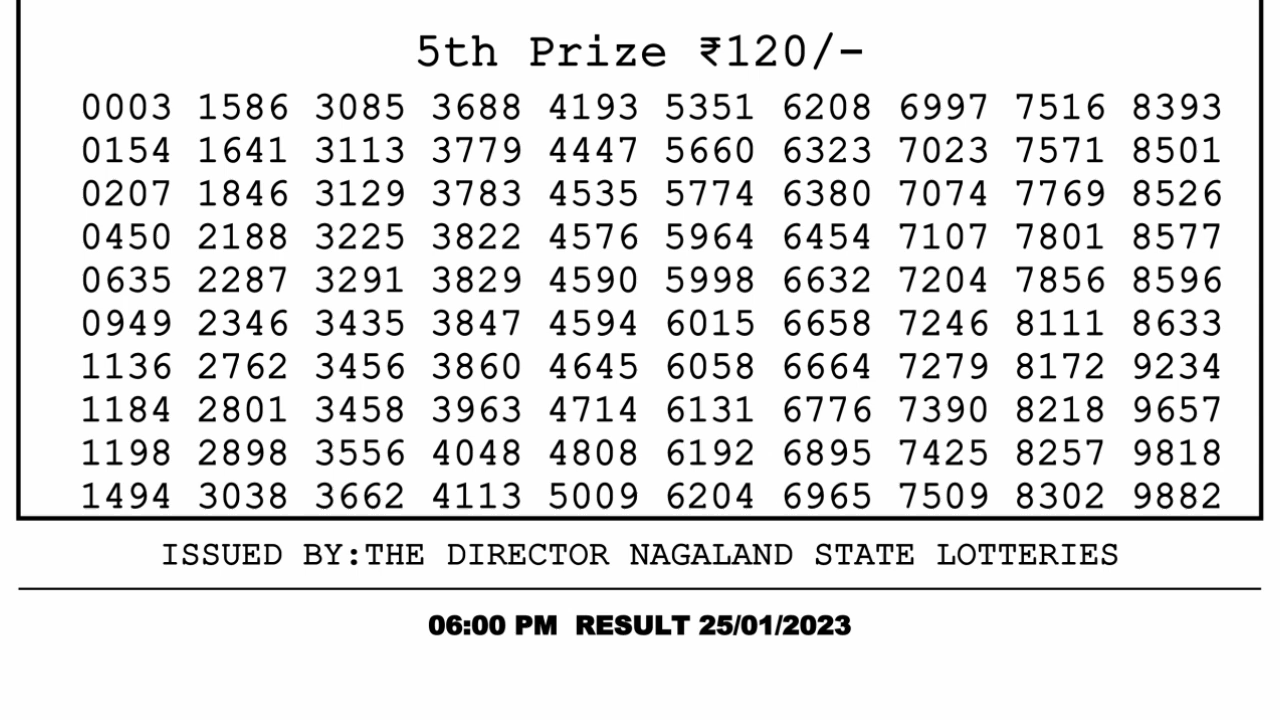 5th Prize ₹120/-
0003 1586 3085 3688 4193 5351 6208 6997 7516 8393
0154 1641 3113 3779 4447 5660 6323 7023 7571 8501
0207 1846 3129 3783 4535 5774 6380 7074 7769 8526
0450 2188 3225 3822 4576 5964 6454 7107 7801 8577
0635 2287 3291 3829 4590 5998 6632 7204 7856 8596
0949 2346 3435 3847 4594 6015 6658 7246 8111 8633
1136 2762 3456 3860 4645 6058 6664 7279 8172 9234
1184 2801 3458 3963 4714 6131 6776 7390 8218 9657
1198 2898 3556 4048 4808 6192 6895 7425 8257 9818
1494 3038 3662 4113 5009 6204 6965 7509 8302 9882
ISSUED BY:THE DIRECTOR NAGALAND STATE LOTTERIES
06:00 PM RESULT 25/01/2023